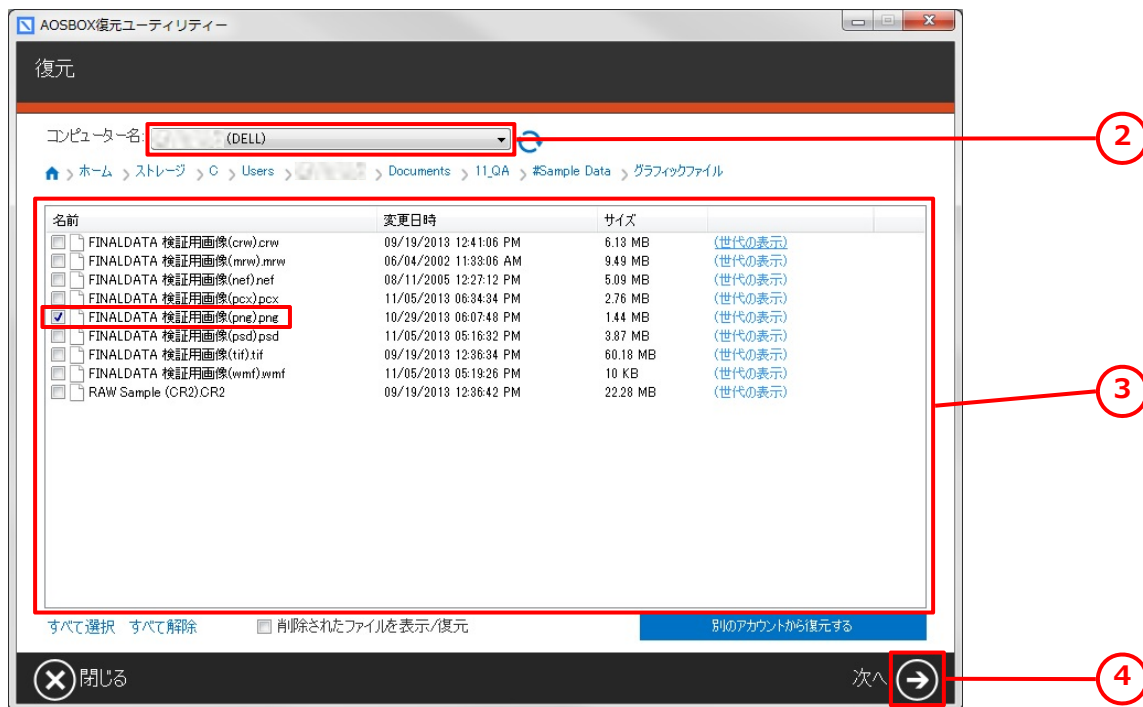 AOSBOX復元ユーティリティー
復元
コンピューター名: (DELL)
②
ホーム ストレージ C Users Documents 11_QA #Sample Data グラフィックファイル
名前 変更日時 サイズ
FINALDATA 検証用画像(crw).crw 09/19/2013 12:41:06 PM 6.13 MB (世代の表示)
FINALDATA 検証用画像(mrw).mrw 06/04/2002 11:33:06 AM 9.49 MB (世代の表示)
FINALDATA 検証用画像(nef).nef 08/11/2005 12:27:12 PM 5.09 MB (世代の表示)
FINALDATA 検証用画像(pcx).pcx 11/05/2013 06:34:34 PM 2.76 MB (世代の表示)
FINALDATA 検証用画像(png).png 10/29/2013 06:07:48 PM 1.44 MB (世代の表示)
FINALDATA 検証用画像(psd).psd 11/05/2013 05:16:32 PM 3.87 MB (世代の表示)
FINALDATA 検証用画像(tif).tif 09/19/2013 12:36:34 PM 60.18 MB (世代の表示)
FINALDATA 検証用画像(wmf).wmf 11/05/2013 05:19:26 PM 10 KB (世代の表示)
RAW Sample (CR2).CR2 09/19/2013 12:36:42 PM 22.28 MB (世代の表示)
③
すべて選択 すべて解除 削除されたファイルを表示/復元 別のアカウントから復元する
閉じる 次へ
④